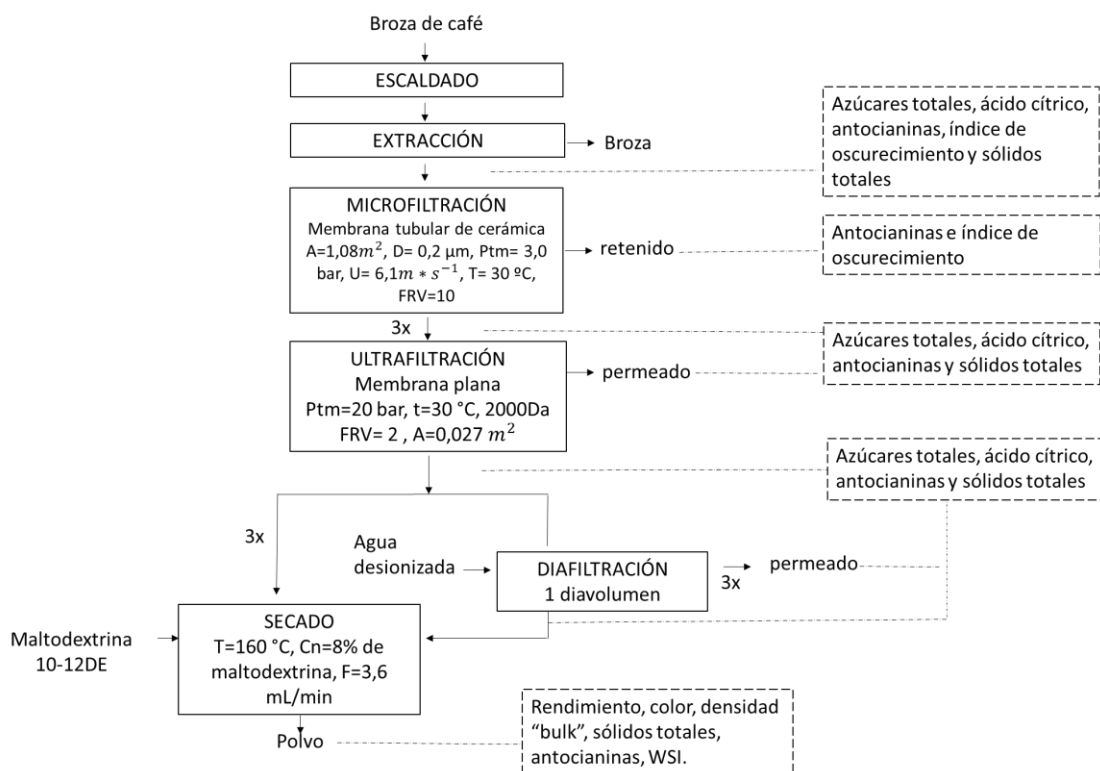 Broza de café
ESCALDADO
EXTRACCIÓN
Broza
Azúcares totales, ácido cítrico,
antocianinas, índice de
oscurecimiento y sólidos
totales
MICROFILTRACIÓN
Membrana tubular de cerámica
A=1,08m², D= 0,2 µm, Ptm= 3,0
bar, U= 6,1m * s⁻¹, T= 30 ºC,
FRV=10
retenido
Antocianinas e índice de
oscurecimiento
3x
ULTRAFILTRACIÓN
Membrana plana
Ptm=20 bar, t=30 °C, 2000Da
FRV= 2 , A=0,027 m²
permeado
Azúcares totales, ácido cítrico,
antocianinas y sólidos totales
Azúcares totales, ácido cítrico,
antocianinas y sólidos totales
3x
Agua
desionizada
DIAFILTRACIÓN
1 diavolumen
3x
permeado
Maltodextrina
10-12DE
SECADO
T=160 °C, Cn=8% de
maltodextrina, F=3,6
mL/min
Polvo
Rendimiento, color, densidad
“bulk”, sólidos totales,
antocianinas, WSI.